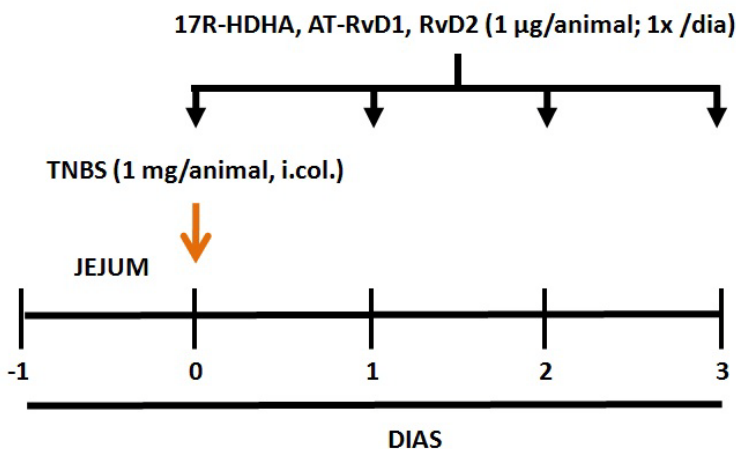 17R-HDHA, AT-RvD1, RvD2 (1 µg/animal; 1x /dia)
TNBS (1 mg/animal, i.col.)
JEJUM
-1 0 1 2 3
DIAS